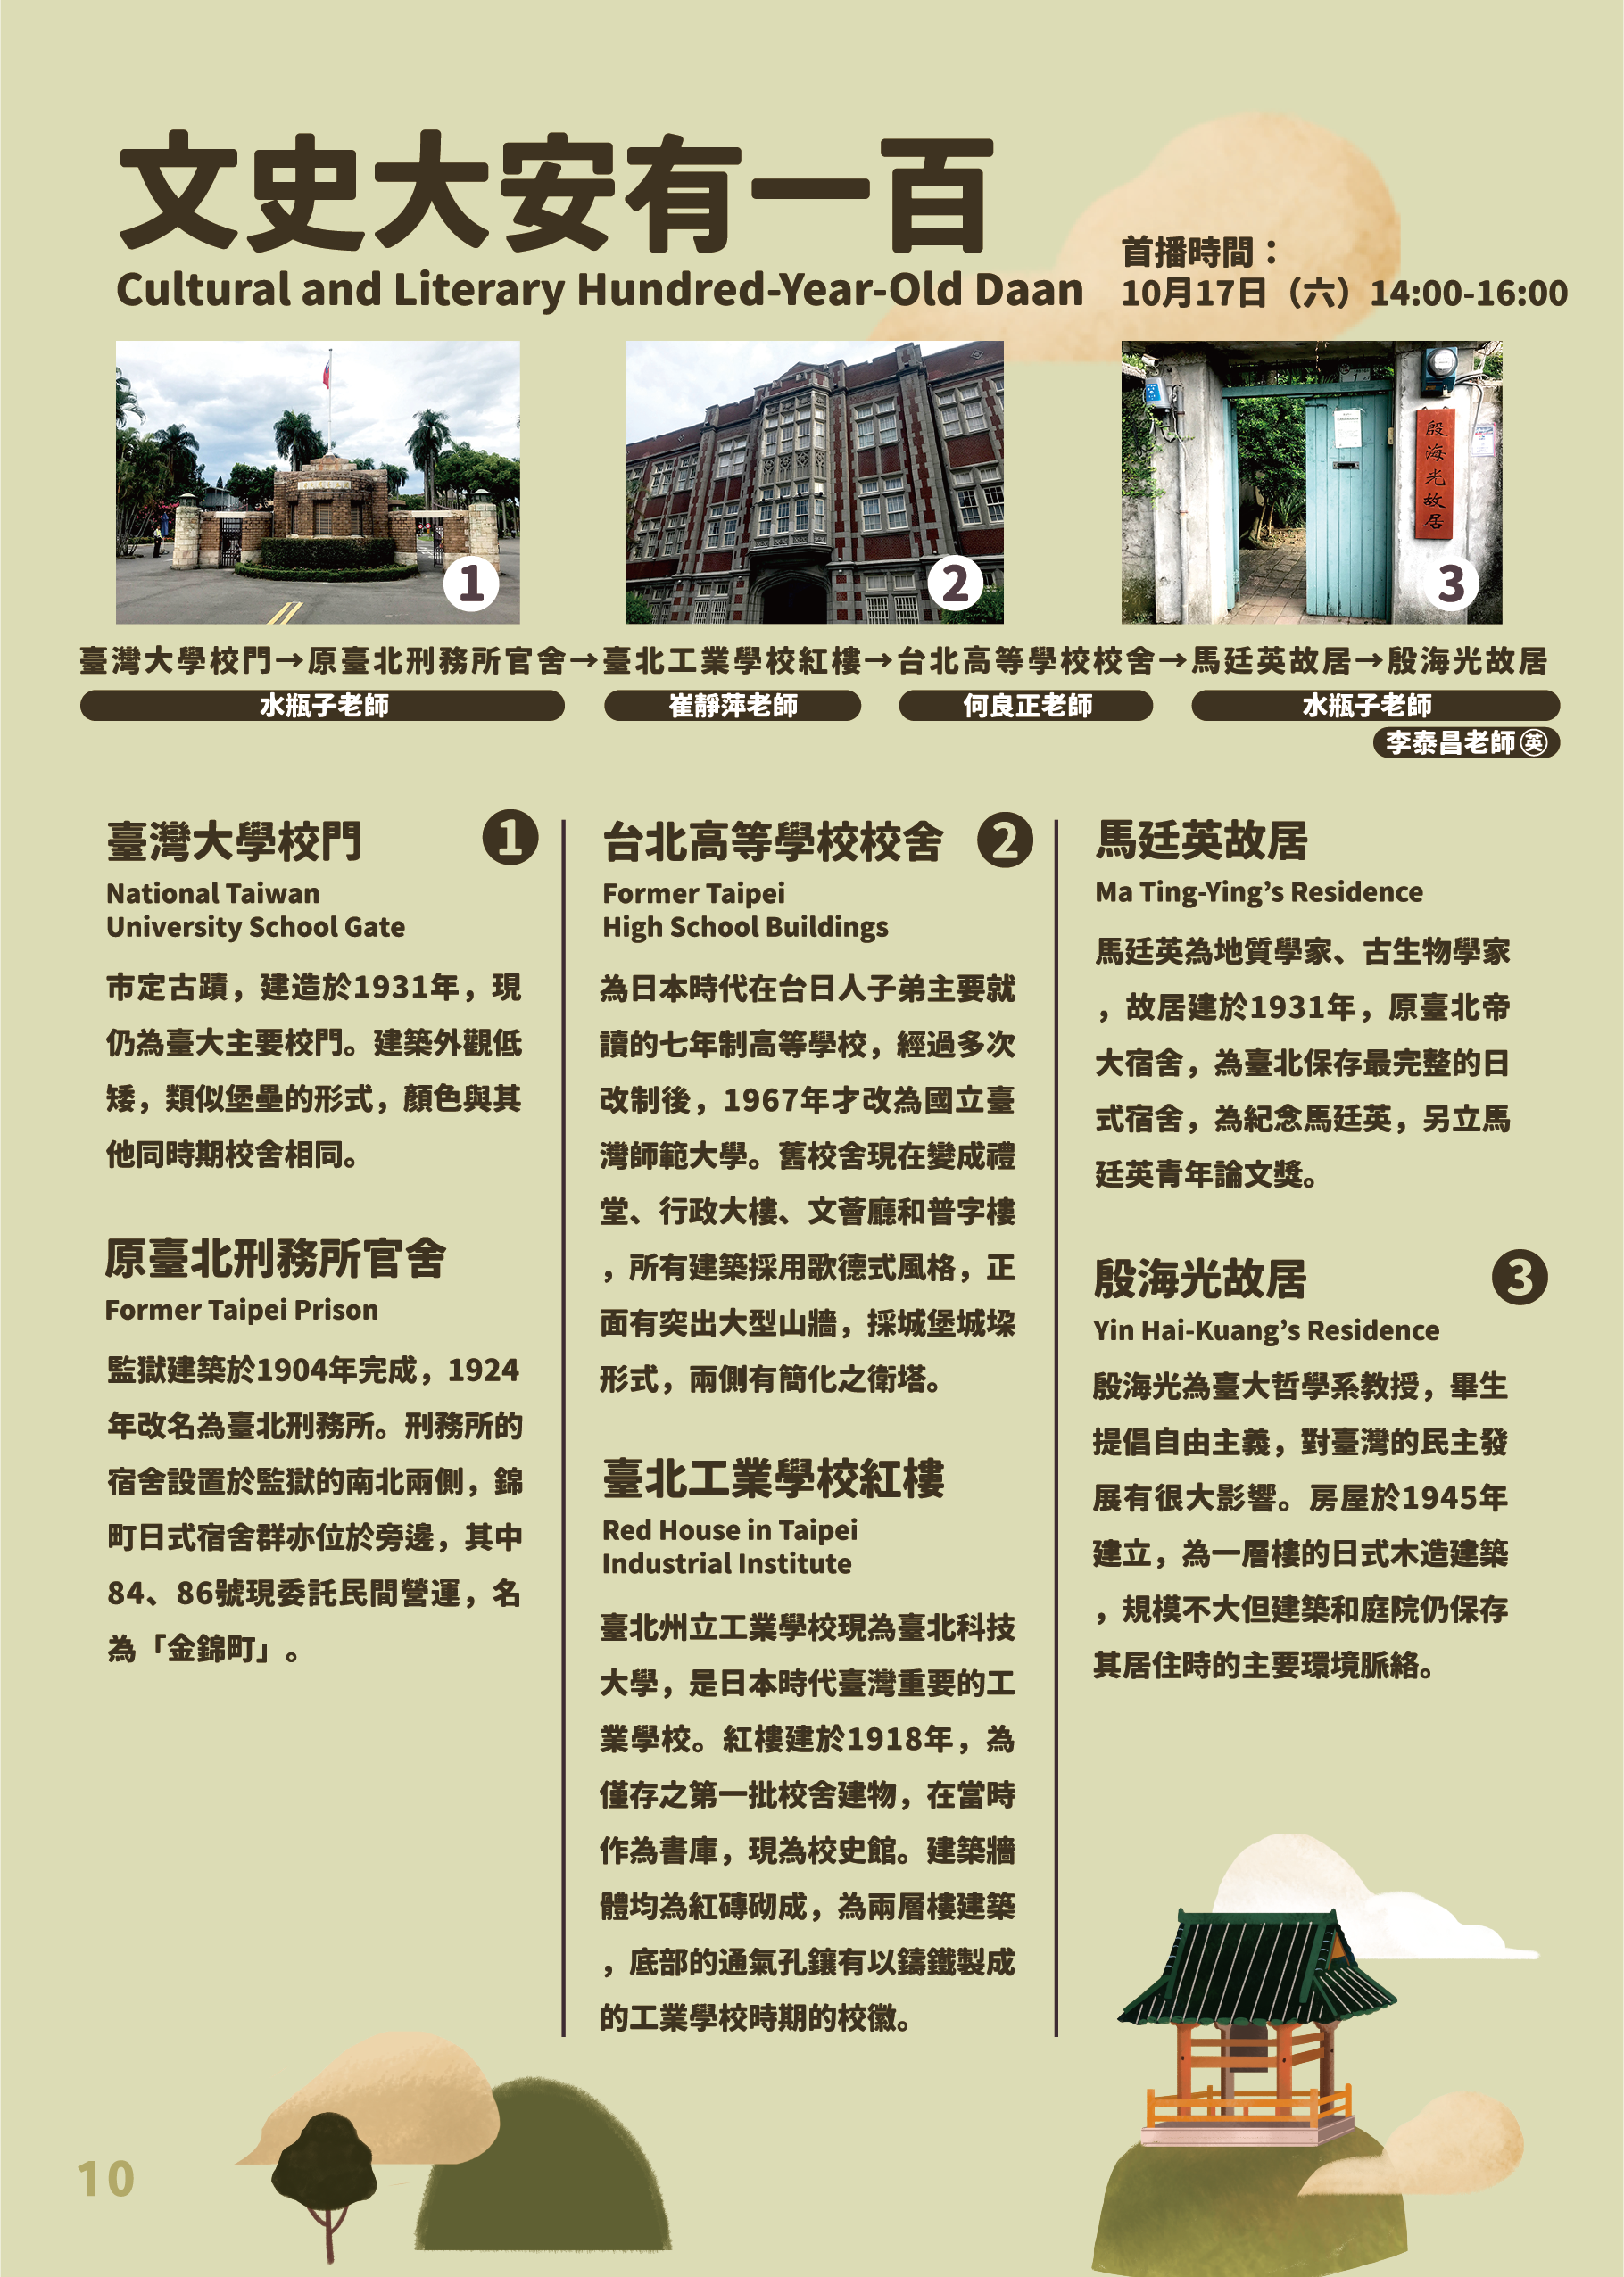 文史大安有一百
Cultural and Literary Hundred-Year-Old Daan
首播時間：
10月17日（六）14:00-16:00
殷海光故居
1
2
3
臺灣大學校門→原臺北刑務所官舍→臺北工業學校紅樓→台北高等學校校舍→馬廷英故居→殷海光故居
水瓶子老師
崔靜萍老師
何良正老師
水瓶子老師
李泰昌老師英
臺灣大學校門 1
National Taiwan
University School Gate
市定古蹟，建造於1931年，現
仍為臺大主要校門。建築外觀低
矮，類似堡壘的形式，顏色與其
他同時期校舍相同。
原臺北刑務所官舍
Former Taipei Prison
監獄建築於1904年完成，1924
年改名為臺北刑務所。刑務所的
宿舍設置於監獄的南北兩側，錦
町日式宿舍群亦位於旁邊，其中
84、86號現委託民間營運，名
為「金錦町」。
台北高等學校校舍 2
Former Taipei
High School Buildings
為日本時代在台日人子弟主要就
讀的七年制高等學校，經過多次
改制後，1967年才改為國立臺
灣師範大學。舊校舍現在變成禮
堂、行政大樓、文薈廳和普字樓
，所有建築採用歌德式風格，正
面有突出大型山牆，採城堡城垛
形式，兩側有簡化之衛塔。
臺北工業學校紅樓
Red House in Taipei
Industrial Institute
臺北州立工業學校現為臺北科技
大學，是日本時代臺灣重要的工
業學校。紅樓建於1918年，為
僅存之第一批校舍建物，在當時
作為書庫，現為校史館。建築牆
體均為紅磚砌成，為兩層樓建築
，底部的通氣孔鑲有以鑄鐵製成
的工業學校時期的校徽。
馬廷英故居
Ma Ting-Ying’s Residence
馬廷英為地質學家、古生物學家
，故居建於1931年，原臺北帝
大宿舍，為臺北保存最完整的日
式宿舍，為紀念馬廷英，另立馬
廷英青年論文獎。
殷海光故居 3
Yin Hai-Kuang’s Residence
殷海光為臺大哲學系教授，畢生
提倡自由主義，對臺灣的民主發
展有很大影響。房屋於1945年
建立，為一層樓的日式木造建築
，規模不大但建築和庭院仍保存
其居住時的主要環境脈絡。
10